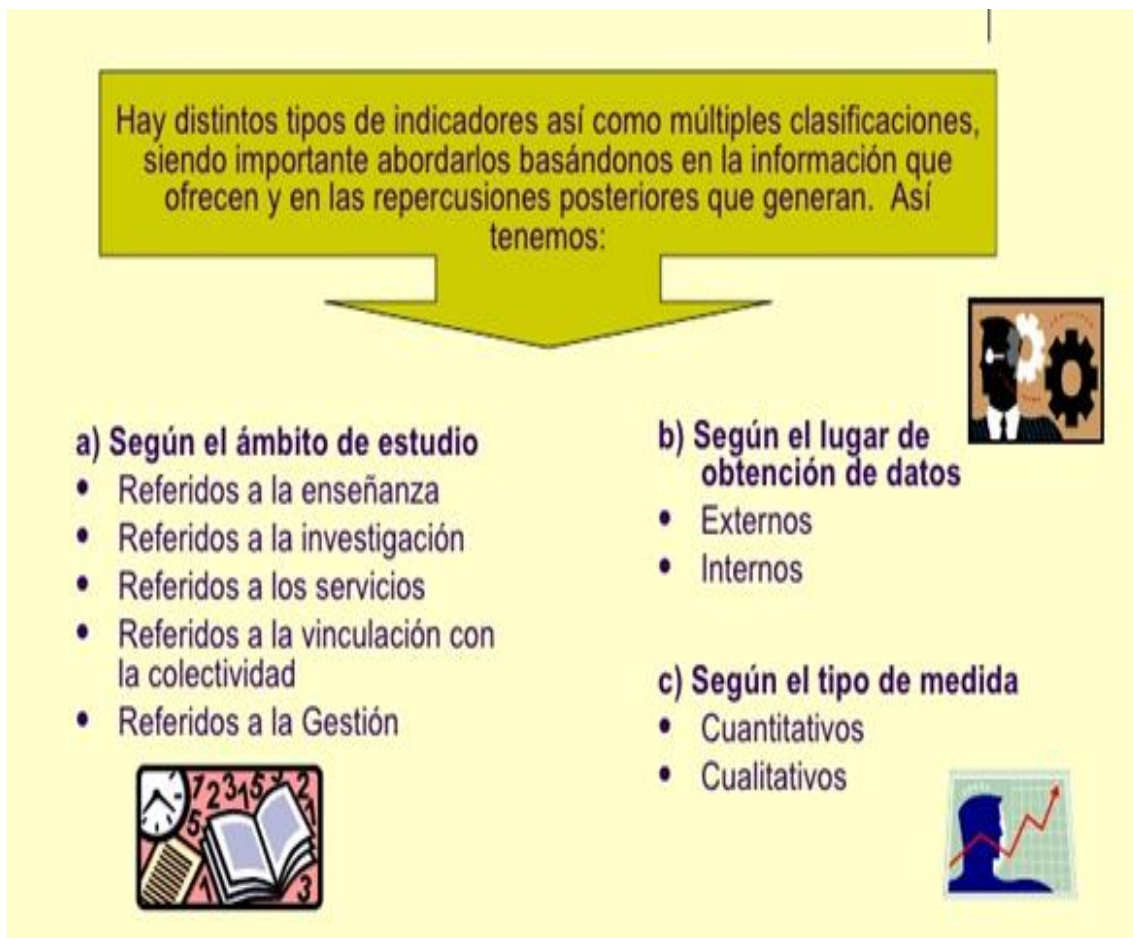 Hay distintos tipos de indicadores así como múltiples clasificaciones,
siendo importante abordarlos basándonos en la información que
ofrecen y en las repercusiones posteriores que generan.  Así
tenemos:
a) Según el ámbito de estudio
• Referidos a la enseñanza
• Referidos a la investigación
• Referidos a los servicios
• Referidos a la vinculación con
la colectividad
• Referidos a la Gestión
b) Según el lugar de
obtención de datos
• Externos
• Internos
c) Según el tipo de medida
• Cuantitativos
• Cualitativos